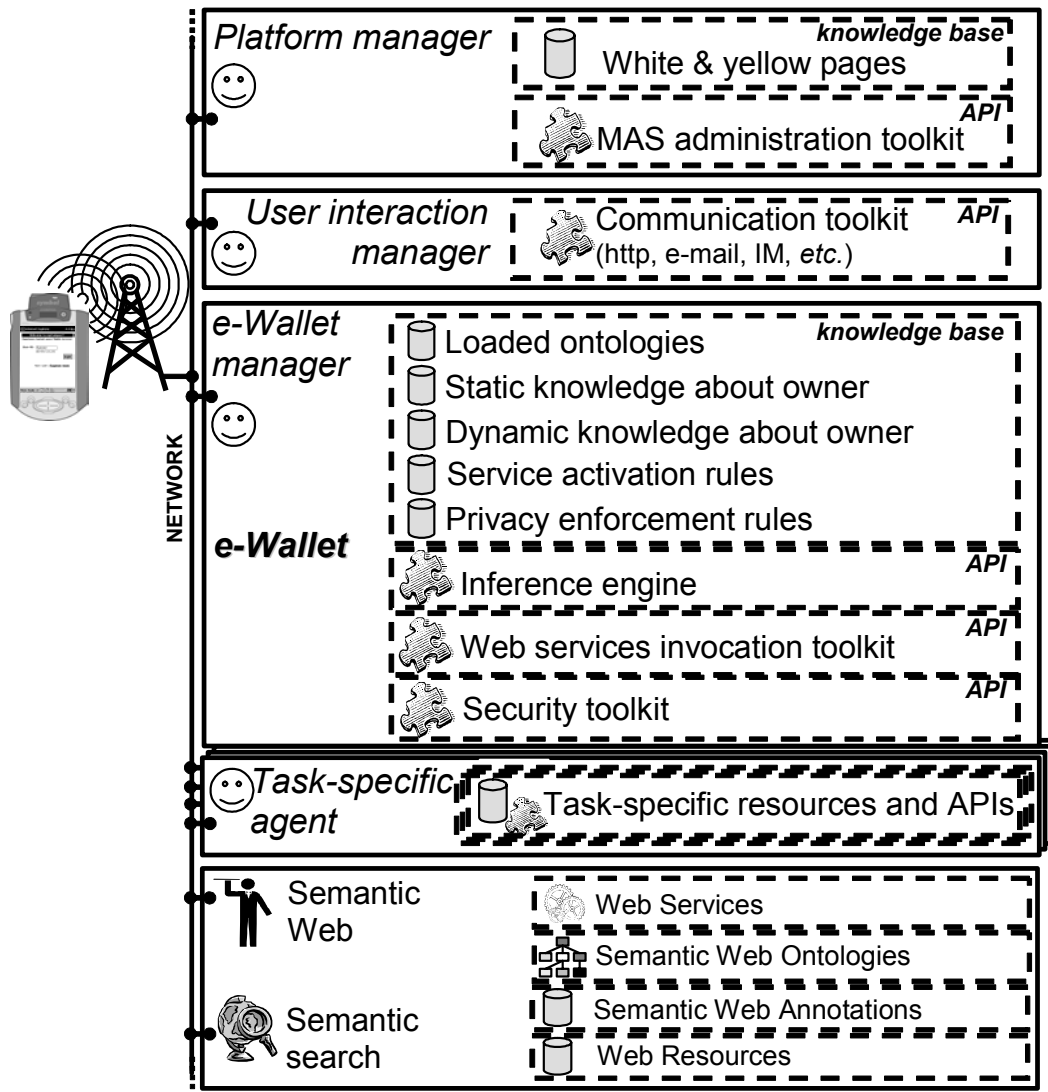 Platform manager
knowledge base
White & yellow pages
API
MAS administration toolkit
User interaction
manager
API
Communication toolkit
(http, e-mail, IM, etc.)
e-Wallet
manager
knowledge base
Loaded ontologies
Static knowledge about owner
Dynamic knowledge about owner
Service activation rules
Privacy enforcement rules
NETWORK
e-Wallet
API
Inference engine
API
Web services invocation toolkit
API
Security toolkit
Task-specific
agent
Task-specific resources and APIs
Semantic
Web
Web Services
Semantic Web Ontologies
Semantic Web Annotations
Semantic
search
Web Resources